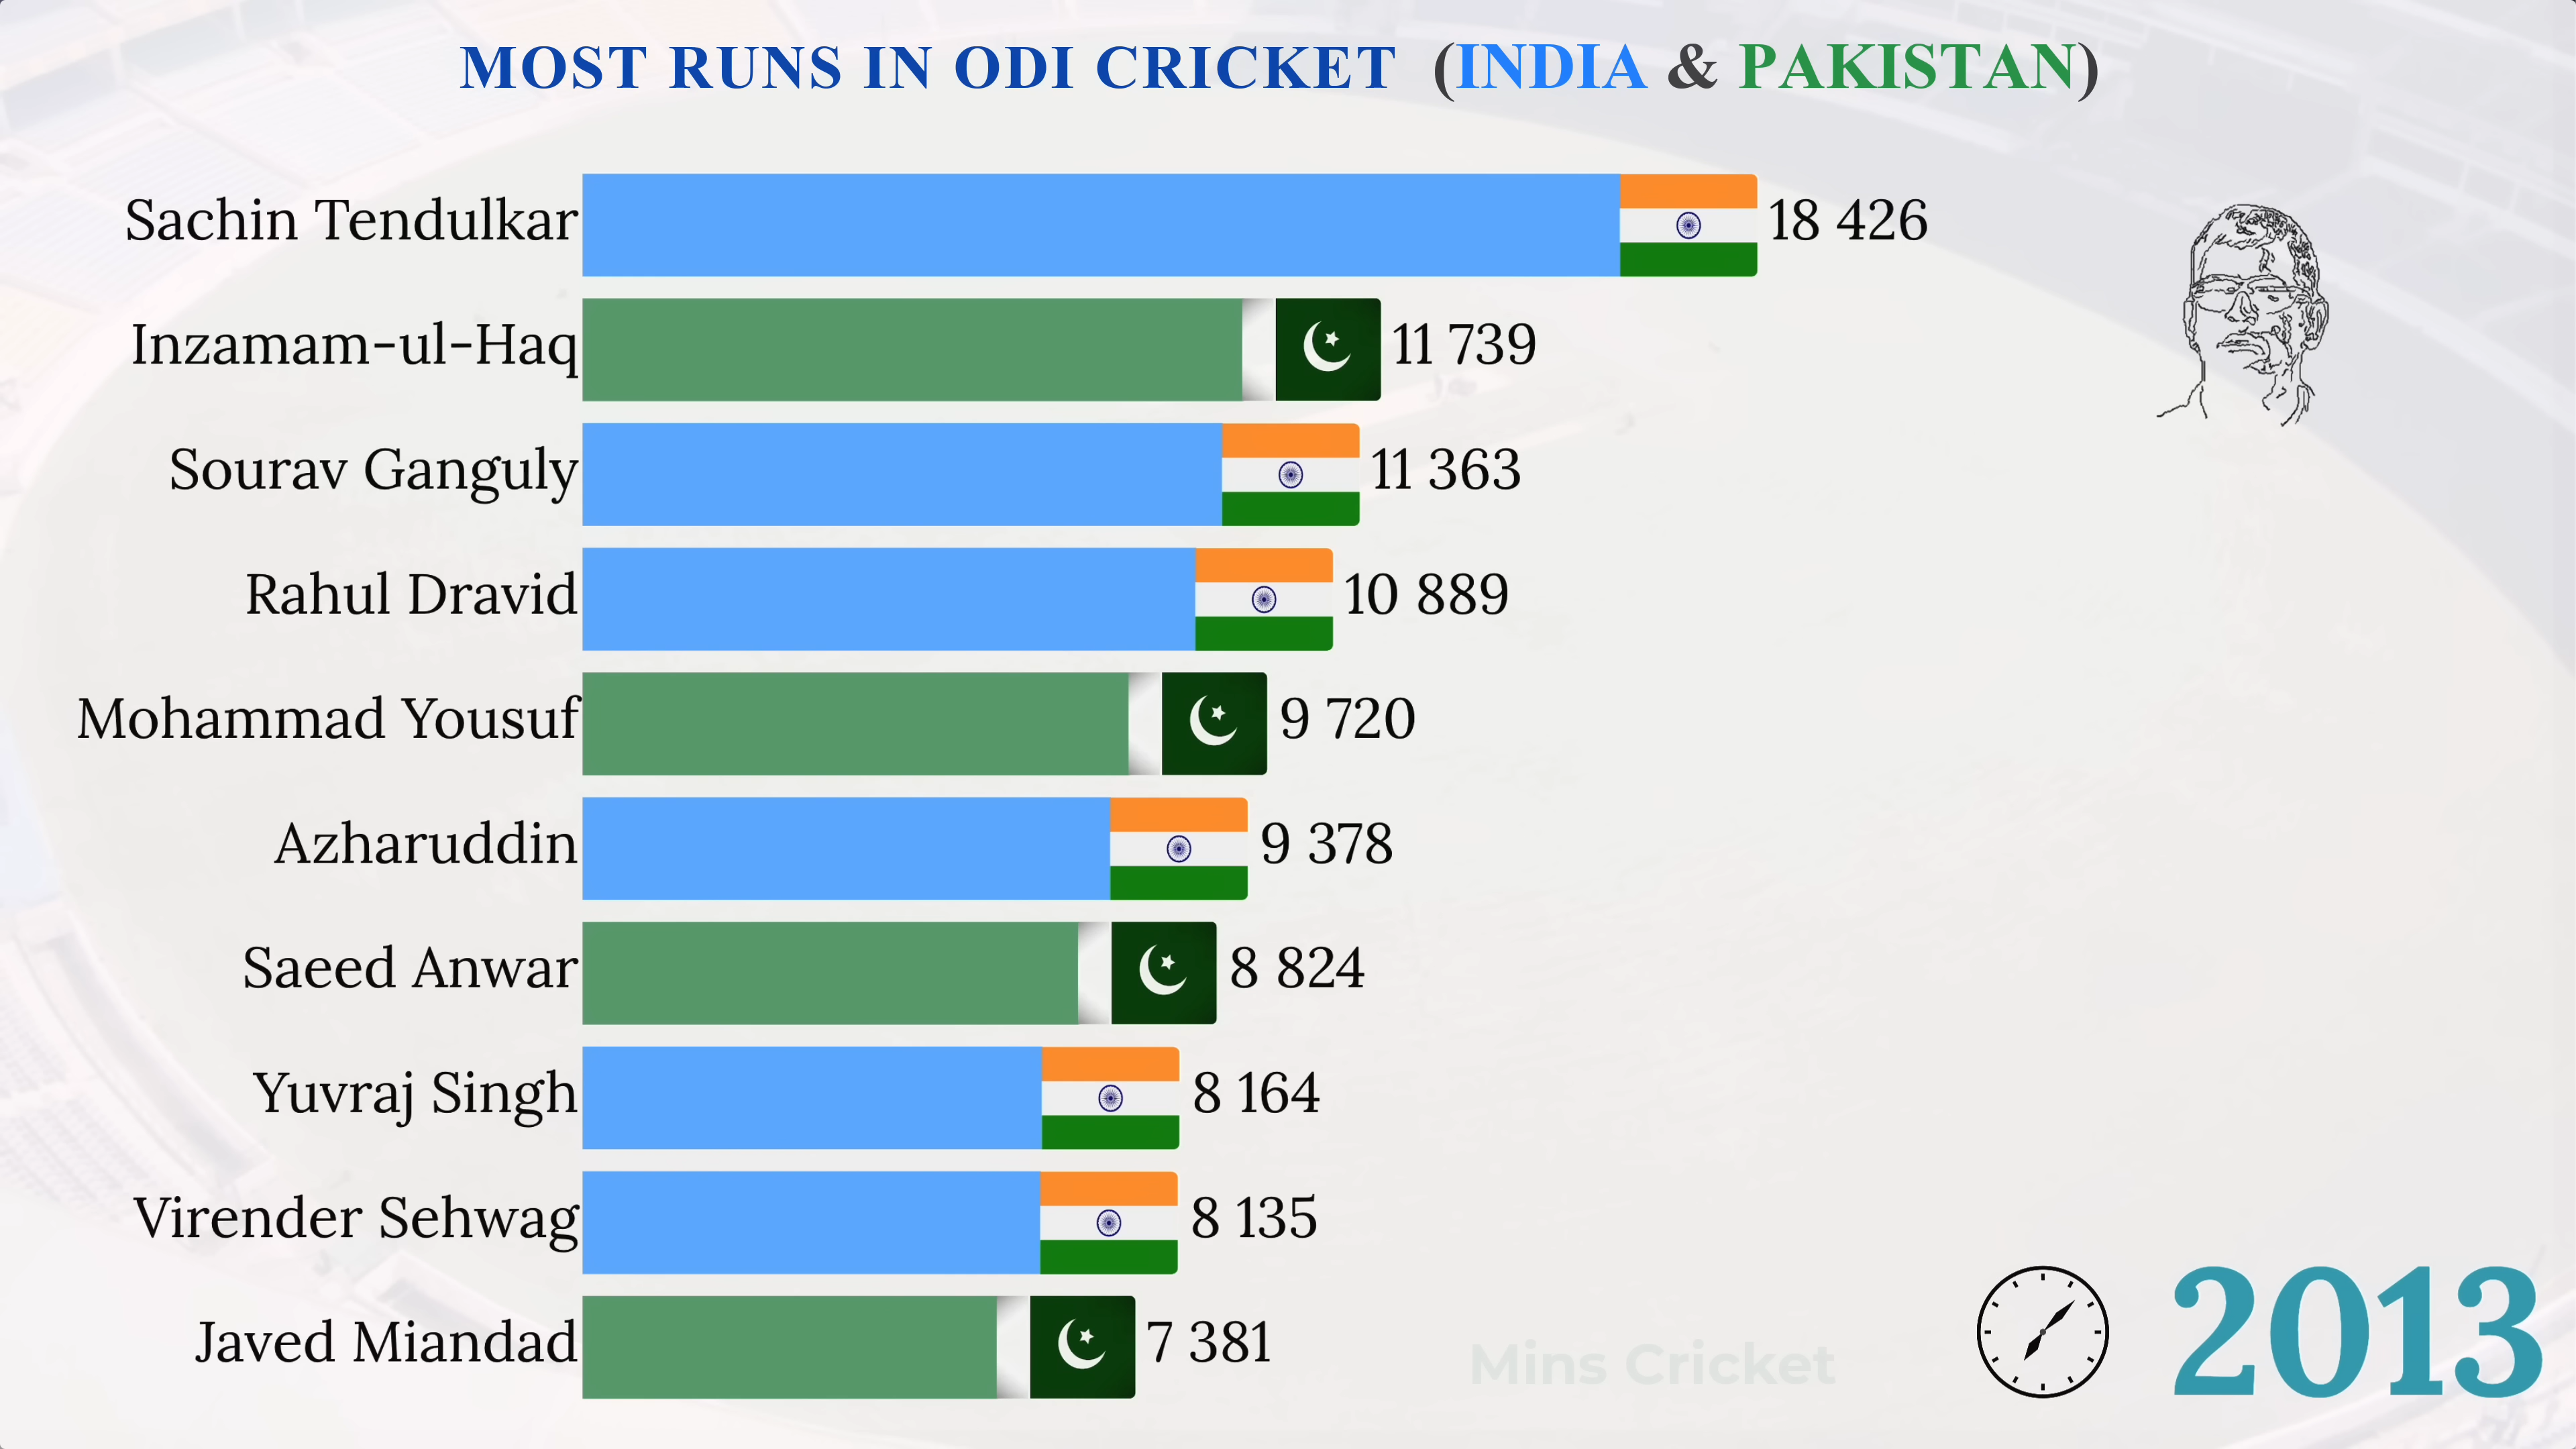 MOST RUNS IN ODI CRICKET (INDIA & PAKISTAN)
Sachin Tendulkar 18 426
Inzamam-ul-Haq 11 739
Sourav Ganguly 11 363
Rahul Dravid 10 889
Mohammad Yousuf 9 720
Azharuddin 9 378
Saeed Anwar 8 824
Yuvraj Singh 8 164
Virender Sehwag 8 135
Javed Miandad 7 381
Mins Cricket
2013